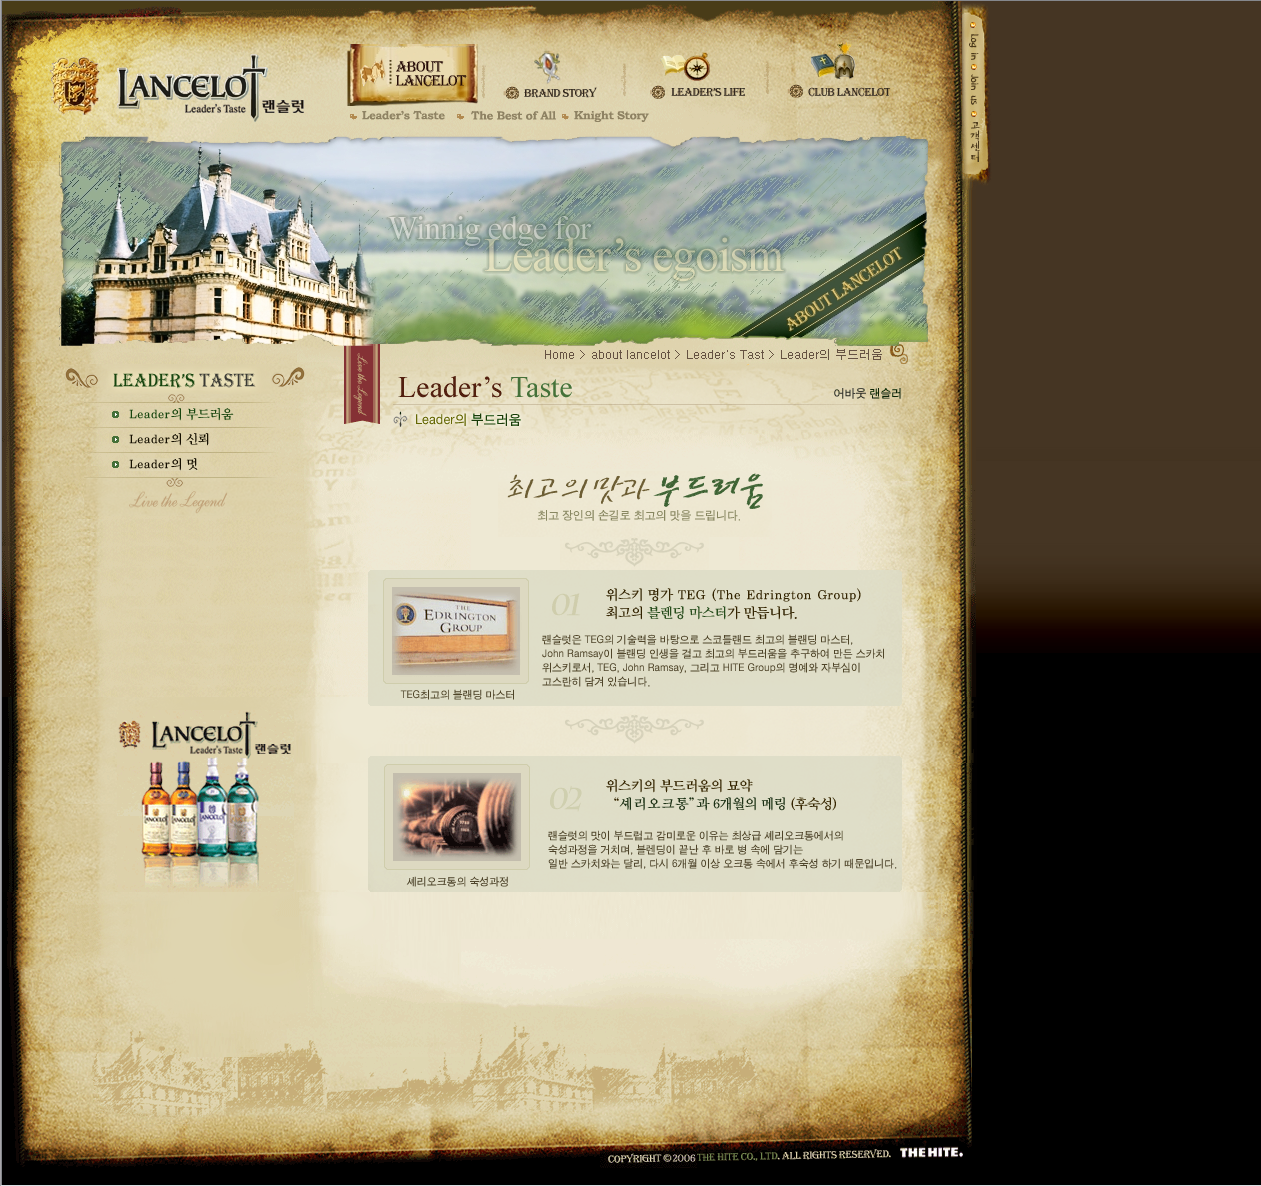 LANCELOT
Leader's Taste
랜슬럿
ABOUT LANCELOT
BRAND STORY
LEADER'S LIFE
CLUB LANCELOT
Log in
Join us
고객센터
Leader's Taste
The Best of All
Knight Story
Winnig edge for
Leader's egoism
ABOUT LANCELOT
Home > about lancelot > Leader's Tast > Leader의 부드러움
LEADER'S TASTE
Leader의 부드러움
Leader의 신뢰
Leader의 멋
Live the Legend
Live the Legend
Leader's Taste
어바웃 랜슬러
Leader의 부드러움
최고의 맛과 부드러움
최고 장인의 손길로 최고의 맛을 드립니다.
THE
EDRINGTON
GROUP
TEG최고의 블랜딩 마스터
01
위스키 명가 TEG (The Edrington Group)
최고의 블렌딩 마스터가 만듭니다.
랜슬럿은 TEG의 기술력을 바탕으로 스코틀랜드 최고의 블랜딩 마스터,
John Ramsay이 블랜딩 인생을 걸고 최고의 부드러움을 추구하여 만든 스카치
위스키로서, TEG, John Ramsay, 그리고 HITE Group의 명예와 자부심이
고스란히 담겨 있습니다.
LANCELOT
Leader's Taste
랜슬럿
셰리오크통의 숙성과정
02
위스키의 부드러움의 묘약
“셰리오크통”과 6개월의 메링 (후숙성)
랜슬럿의 맛이 부드럽고 감미로운 이유는 최상급 셰리오크통에서의
숙성과정을 거치며, 블렌딩이 끝난 후 바로 병 속에 담기는
일반 스카치와는 달리, 다시 6개월 이상 오크통 속에서 후숙성 하기 때문입니다.
COPYRIGHT ©2006 THE HITE CO., LTD. ALL RIGHTS RESERVED.
THE HITE.